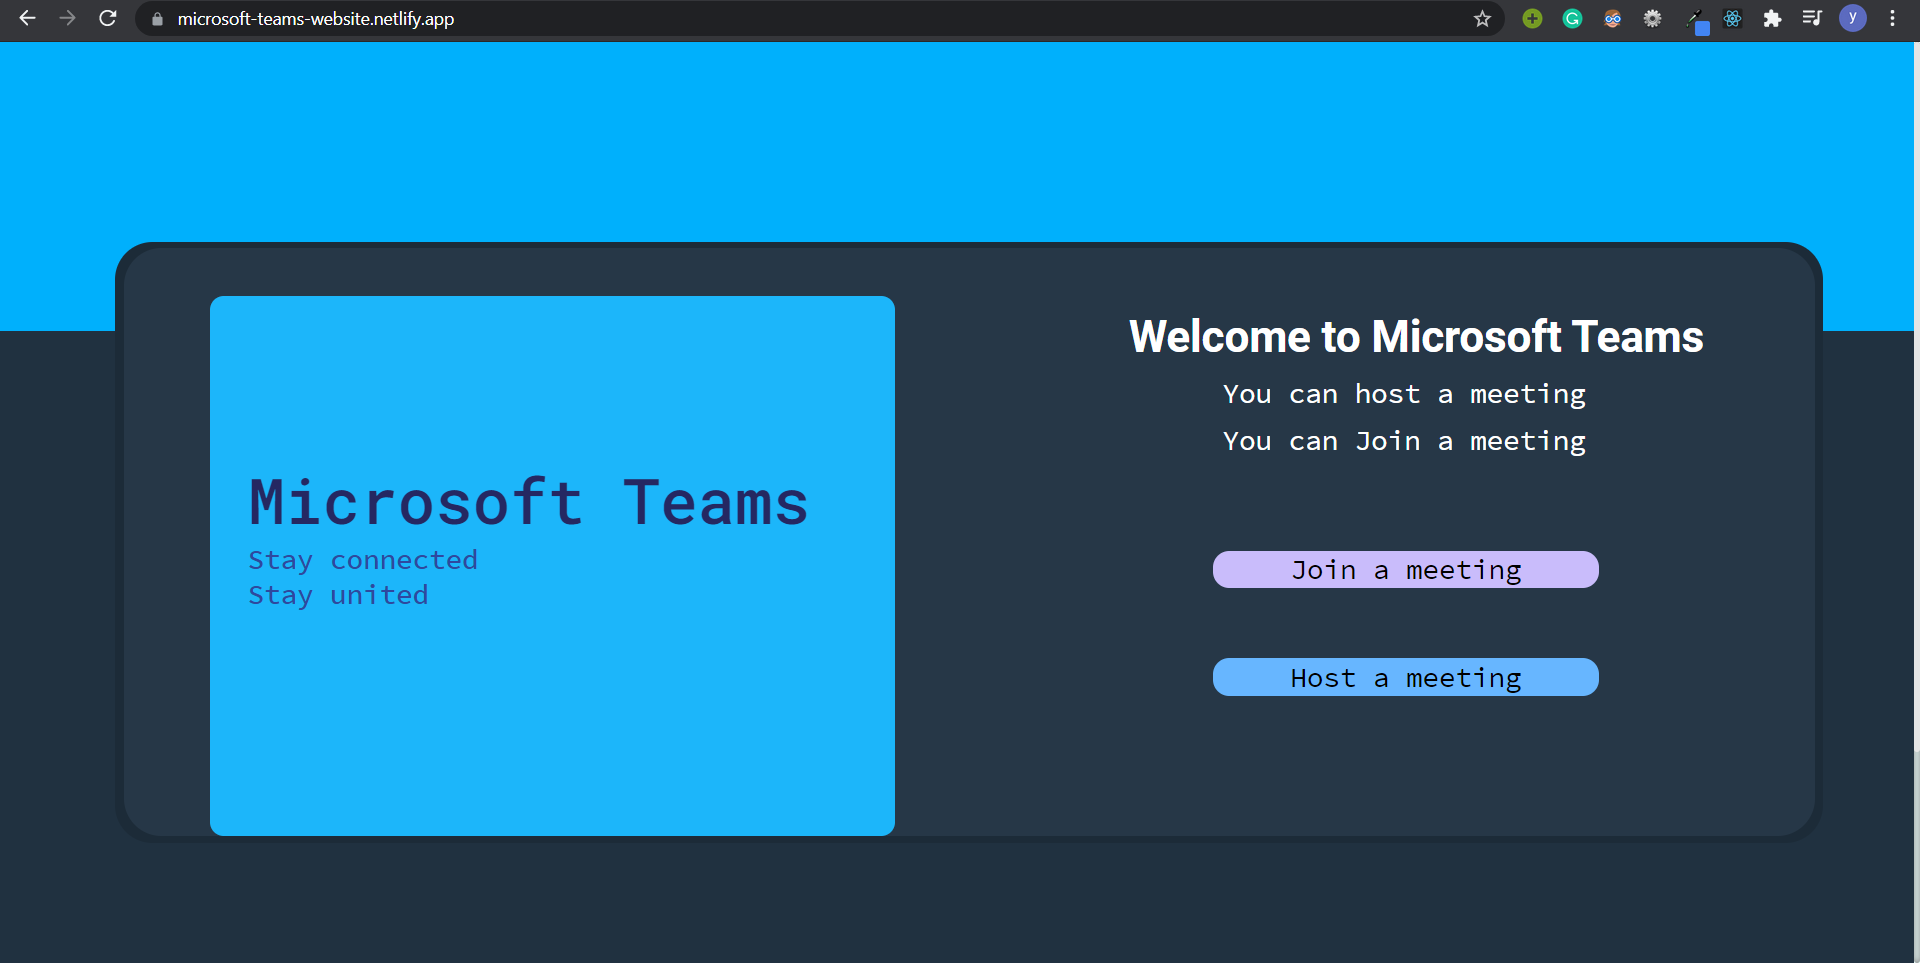 microsoft-teams-website.netlify.app
y
Microsoft Teams
Stay connected
Stay united
Welcome to Microsoft Teams
You can host a meeting
You can Join a meeting
Join a meeting
Host a meeting